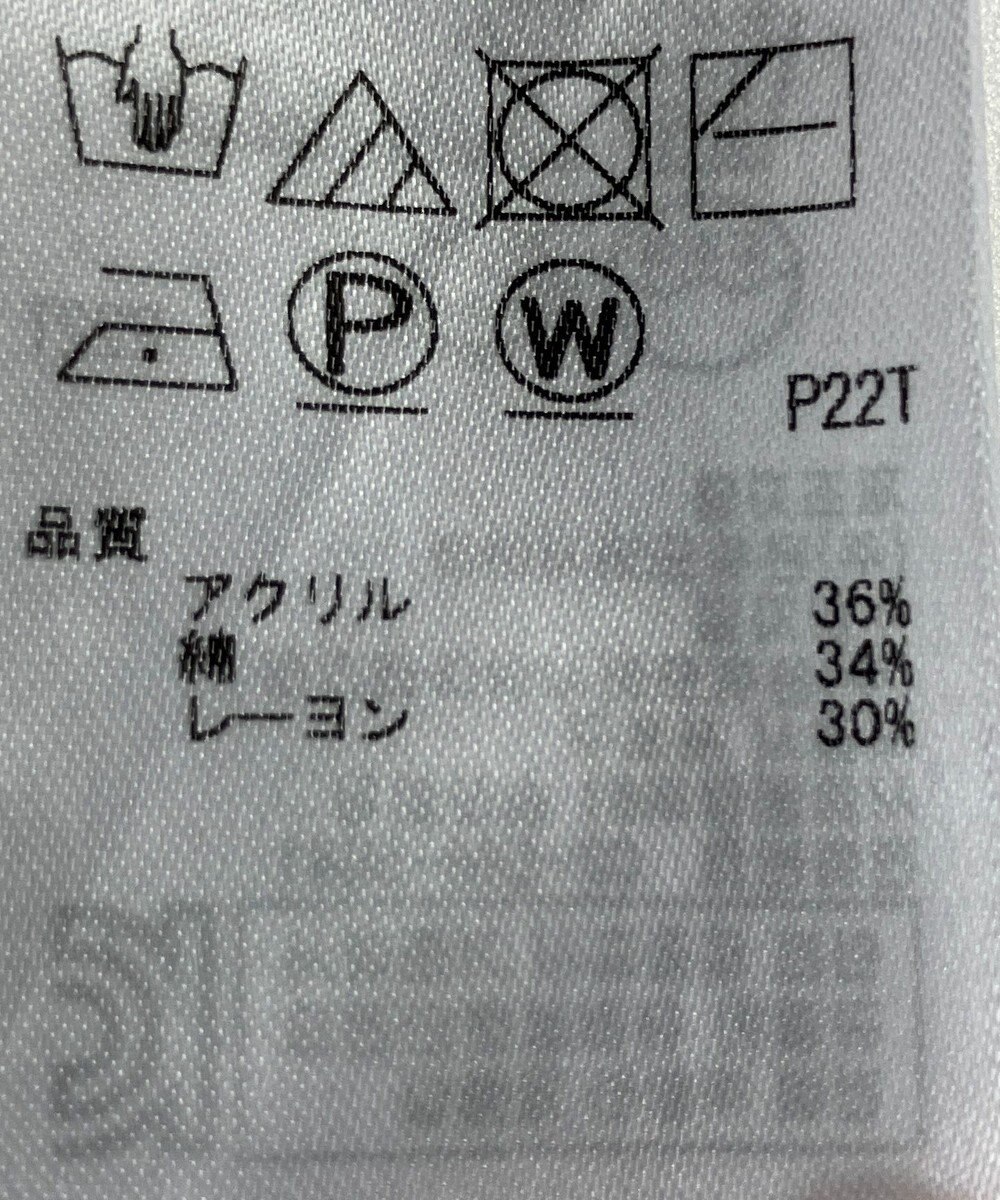 P W
P22T
品質
アクリル 36%
綿 34%
レーヨン 30%